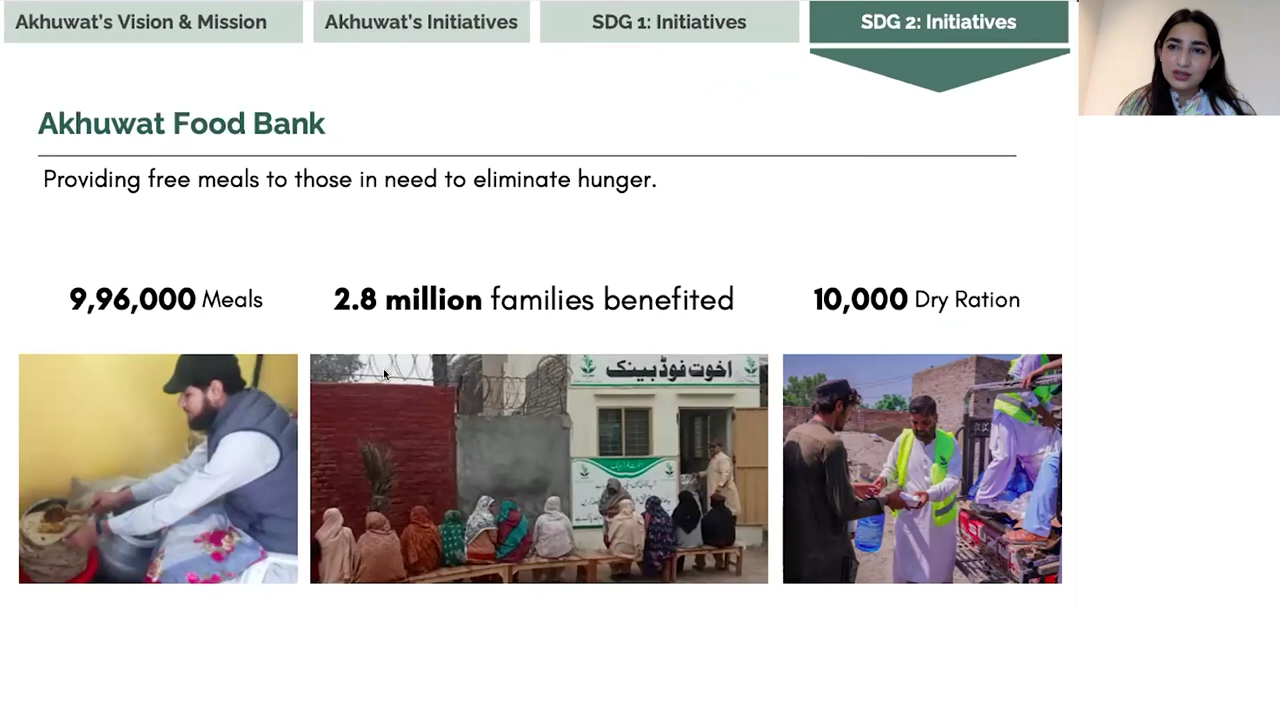 Akhuwat's Vision & Mission
Akhuwat's Initiatives
SDG 1: Initiatives
SDG 2: Initiatives
Akhuwat Food Bank
Providing free meals to those in need to eliminate hunger.
9,96,000 Meals
2.8 million families benefited
10,000 Dry Ration
اخوت فوڈ بینک